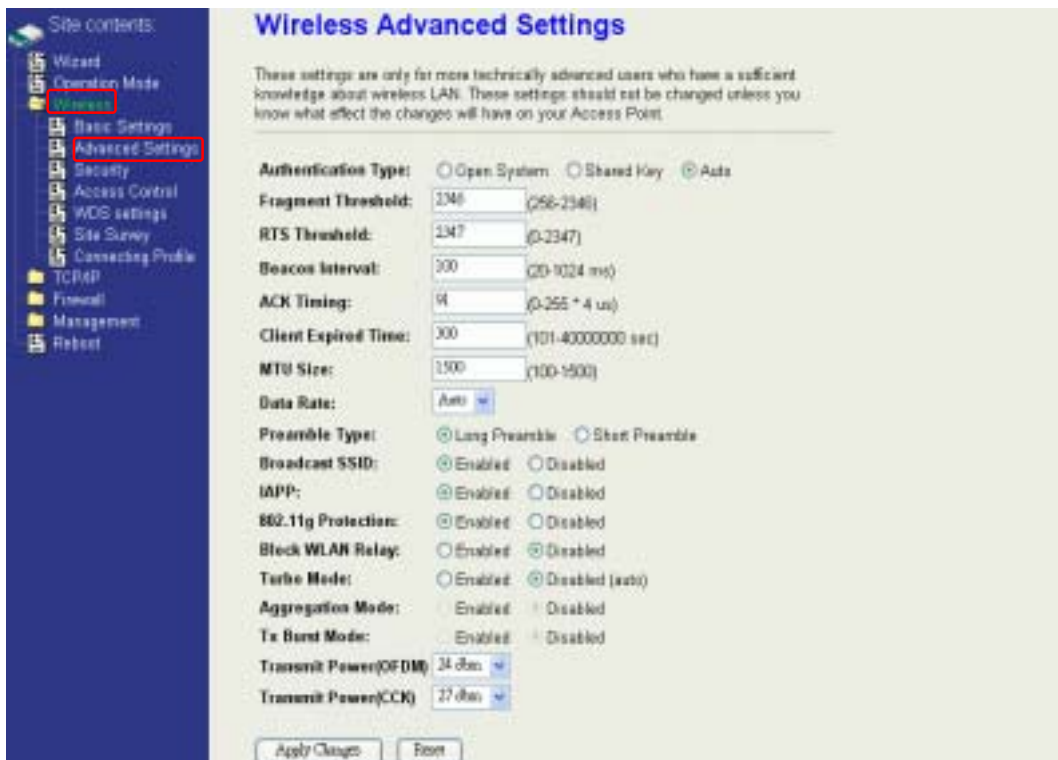 Site contents:
Wizard
Operation Mode
Wireless
Basic Settings
Advanced Settings
Security
Access Control
WDS settings
Site Survey
Connecting Profile
TCP/IP
Firewall
Management
Reboot
Wireless Advanced Settings
These settings are only for more technically advanced users who have a sufficient
knowledge about wireless LAN. These settings should not be changed unless you
know what effect the changes will have on your Access Point.
Authentication Type: Open System Shared Key Auto
Fragment Threshold: 2346 (256-2346)
RTS Threshold: 2347 (0-2347)
Beacon Interval: 100 (20-1024 ms)
ACK Timing: (0-255 * 4 us)
Client Expired Time: 300 (101-40000000 sec)
MTU Size: 1500 (100-1500)
Data Rate: Auto
Preamble Type: Long Preamble Short Preamble
Broadcast SSID: Enabled Disabled
IAPP: Enabled Disabled
802.11g Protection: Enabled Disabled
Block WLAN Relay: Enabled Disabled
Turbo Mode: Enabled Disabled (auto)
Aggregation Mode: Enabled Disabled
Tx Burst Mode: Enabled Disabled
Transmit Power(OFDM) 24 dbm
Transmit Power(CCK) 27 dbm
Apply Changes Reset